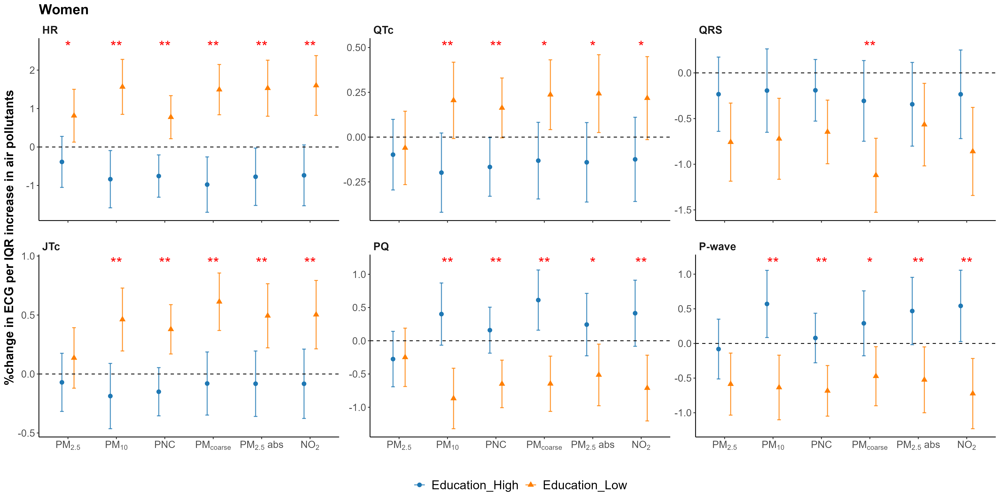 Women
%change in ECG per IQR increase in air pollutants
HR
* ** ** ** ** **
2
1
0
-1
QTc
** ** * * *
0.50
0.25
0.00
-0.25
QRS
**
0.0
-0.5
-1.0
-1.5
JTc
** ** ** ** **
1.0
0.5
0.0
-0.5
PM2.5 PM10 PNC PMcoarse PM2.5 abs NO2
PQ
** ** ** * **
1.0
0.5
0.0
-0.5
-1.0
PM2.5 PM10 PNC PMcoarse PM2.5 abs NO2
P-wave
** ** * ** **
1.0
0.5
0.0
-0.5
-1.0
PM2.5 PM10 PNC PMcoarse PM2.5 abs NO2
Education_High Education_Low